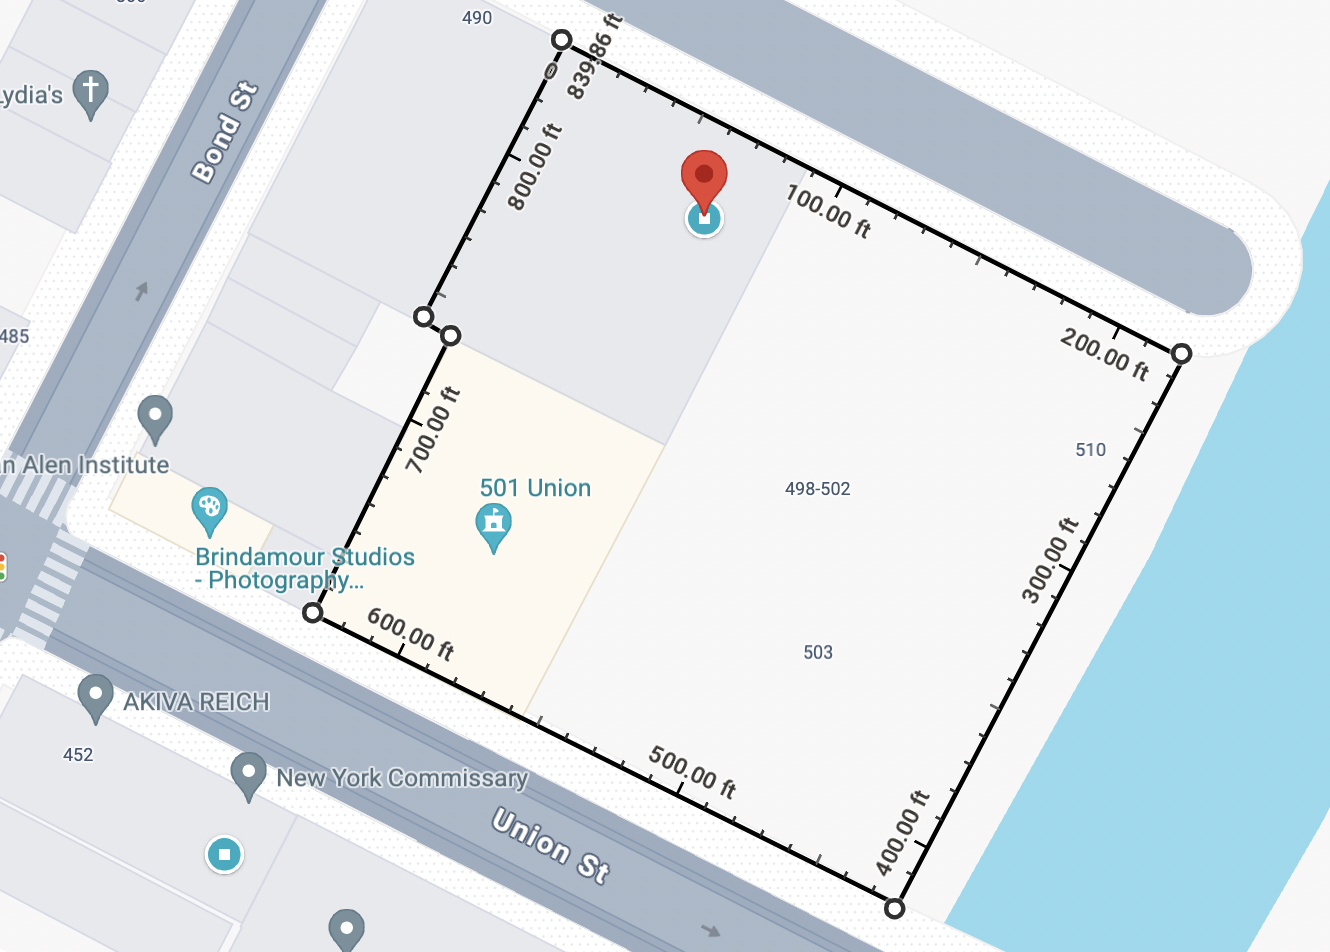 490
0
839.86 ft
ydia's
Bond St
800.00 ft
100.00 ft
485
200.00 ft
700.00 ft
510
n Alen Institute
501 Union
498-502
Brindamour Studios
- Photography...
300.00 ft
600.00 ft
503
AKIVA REICH
452
500.00 ft
New York Commissary
400.00 ft
Union St